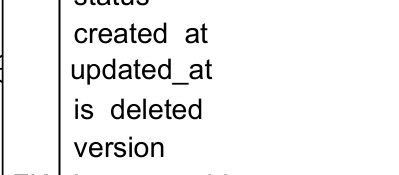 status
created at
updated_at
is deleted
version